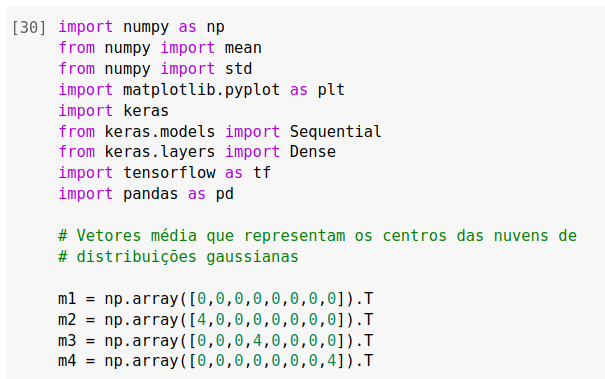 [30] import numpy as np
from numpy import mean
from numpy import std
import matplotlib.pyplot as plt
import keras
from keras.models import Sequential
from keras.layers import Dense
import tensorflow as tf
import pandas as pd
# Vetores média que representam os centros das nuvens de
# distribuições gaussianas
m1 = np.array([0,0,0,0,0,0,0,0]).T
m2 = np.array([4,0,0,0,0,0,0,0]).T
m3 = np.array([0,0,0,4,0,0,0,0]).T
m4 = np.array([0,0,0,0,0,0,0,4]).T